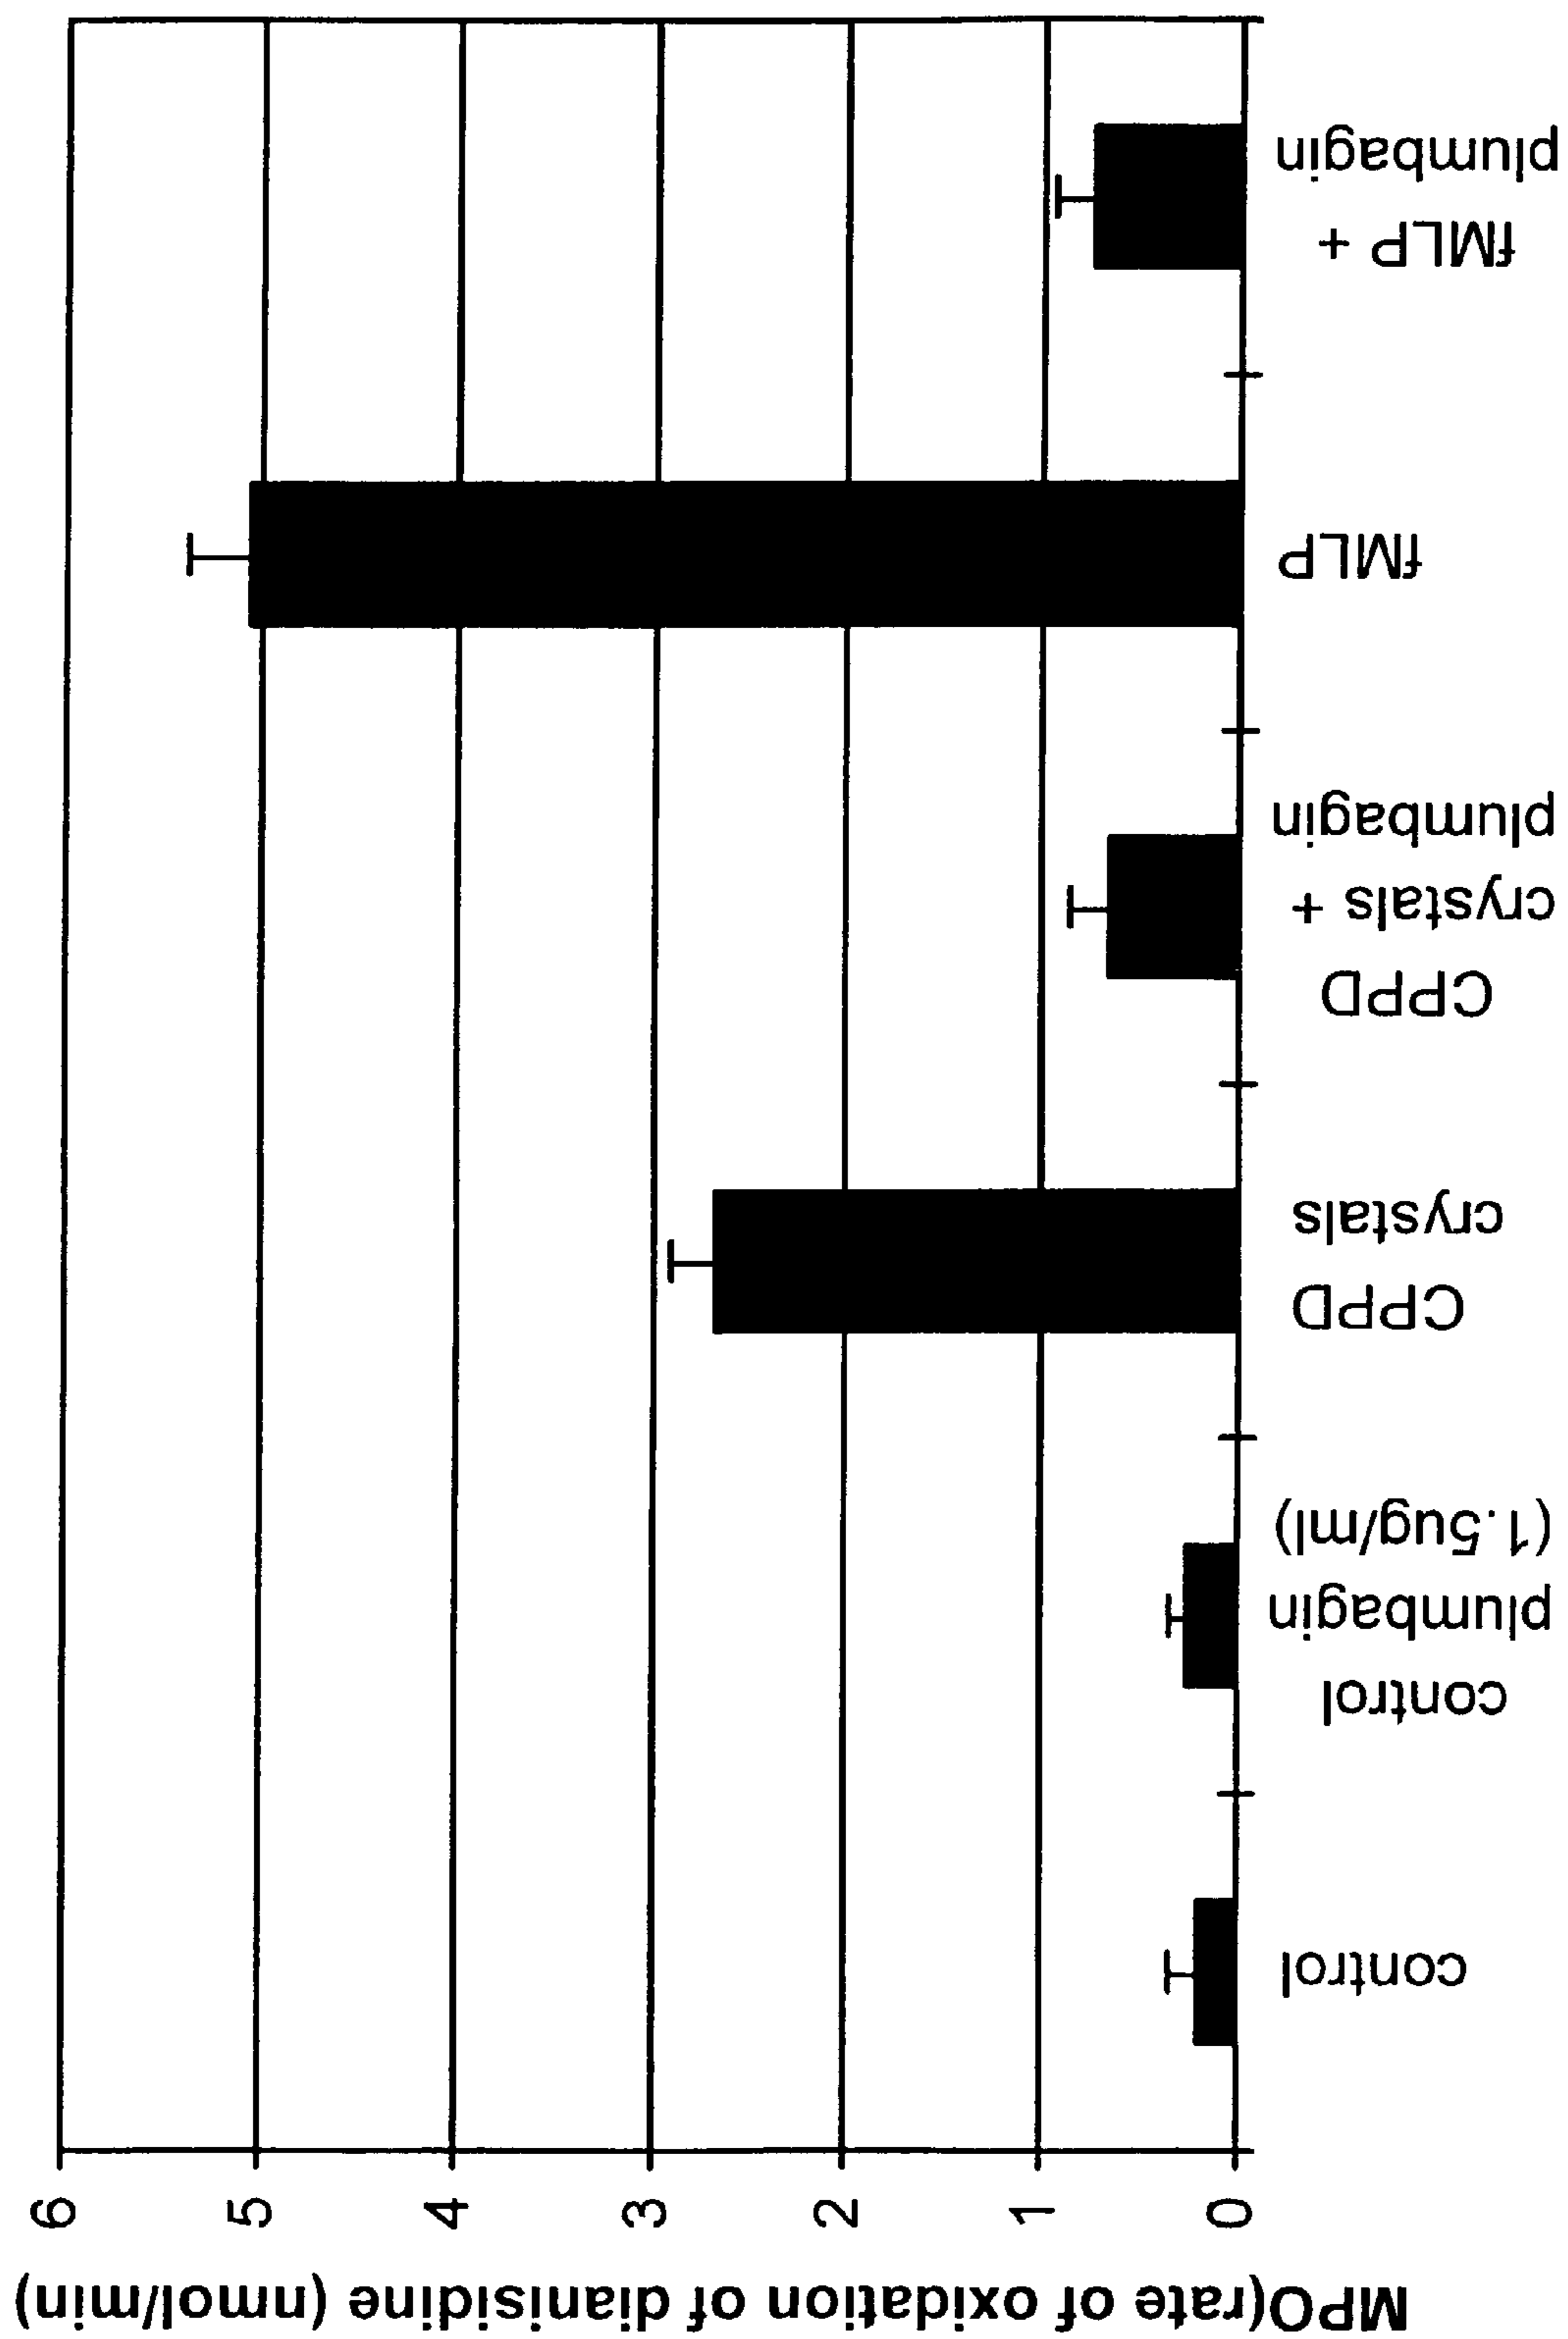 MPO(rate of oxidation of dianisidine (nmol/min)
6
5
4
3
2
1
0
control
control
plumbagin
(1.5ug/ml)
CPPD
crystals
CPPD
crystals +
plumbagin
fMLP
fMLP +
plumbagin